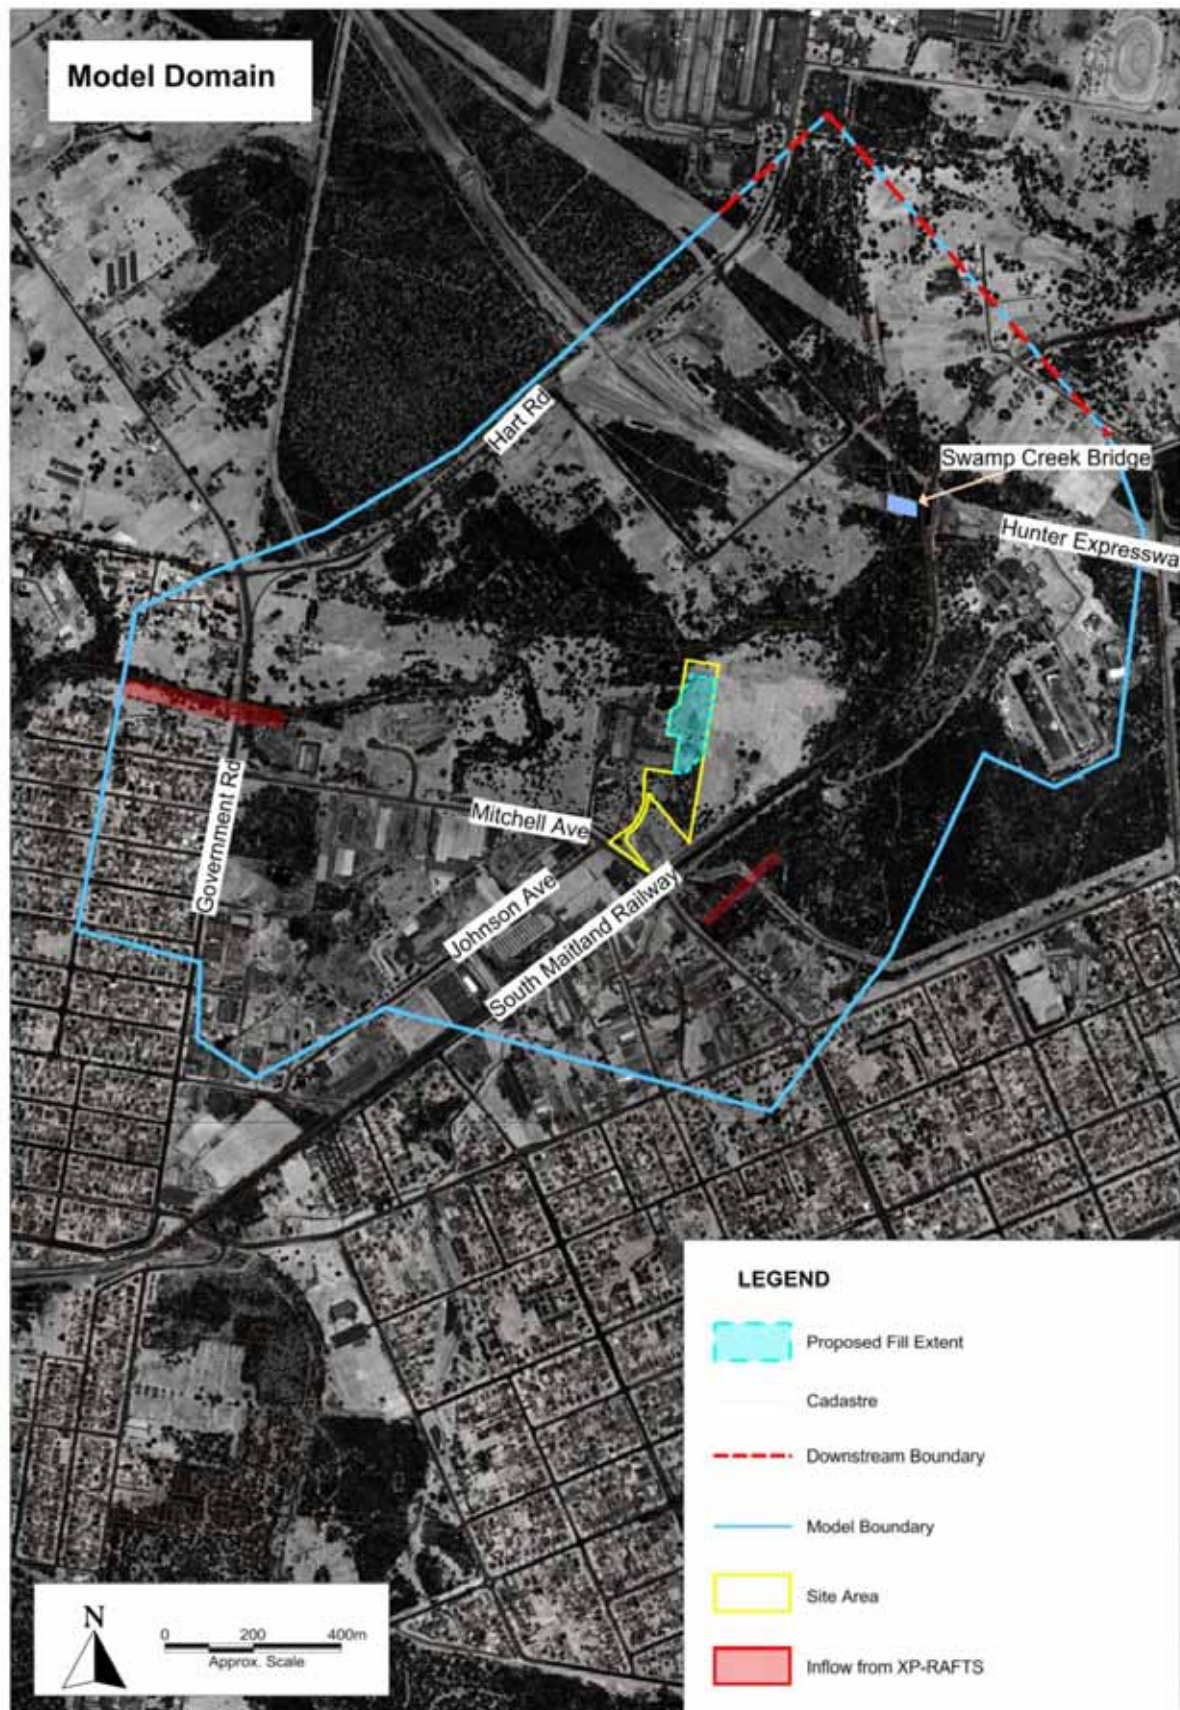 Model Domain
Hart Rd
Swamp Creek Bridge
Hunter Expresswa
Government Rd
Mitchell Ave
Johnson Ave
South Maitland Railway
LEGEND
Proposed Fill Extent
Cadastre
Downstream Boundary
Model Boundary
Site Area
Inflow from XP-RAFTS
N
0 200 400m
Approx. Scale